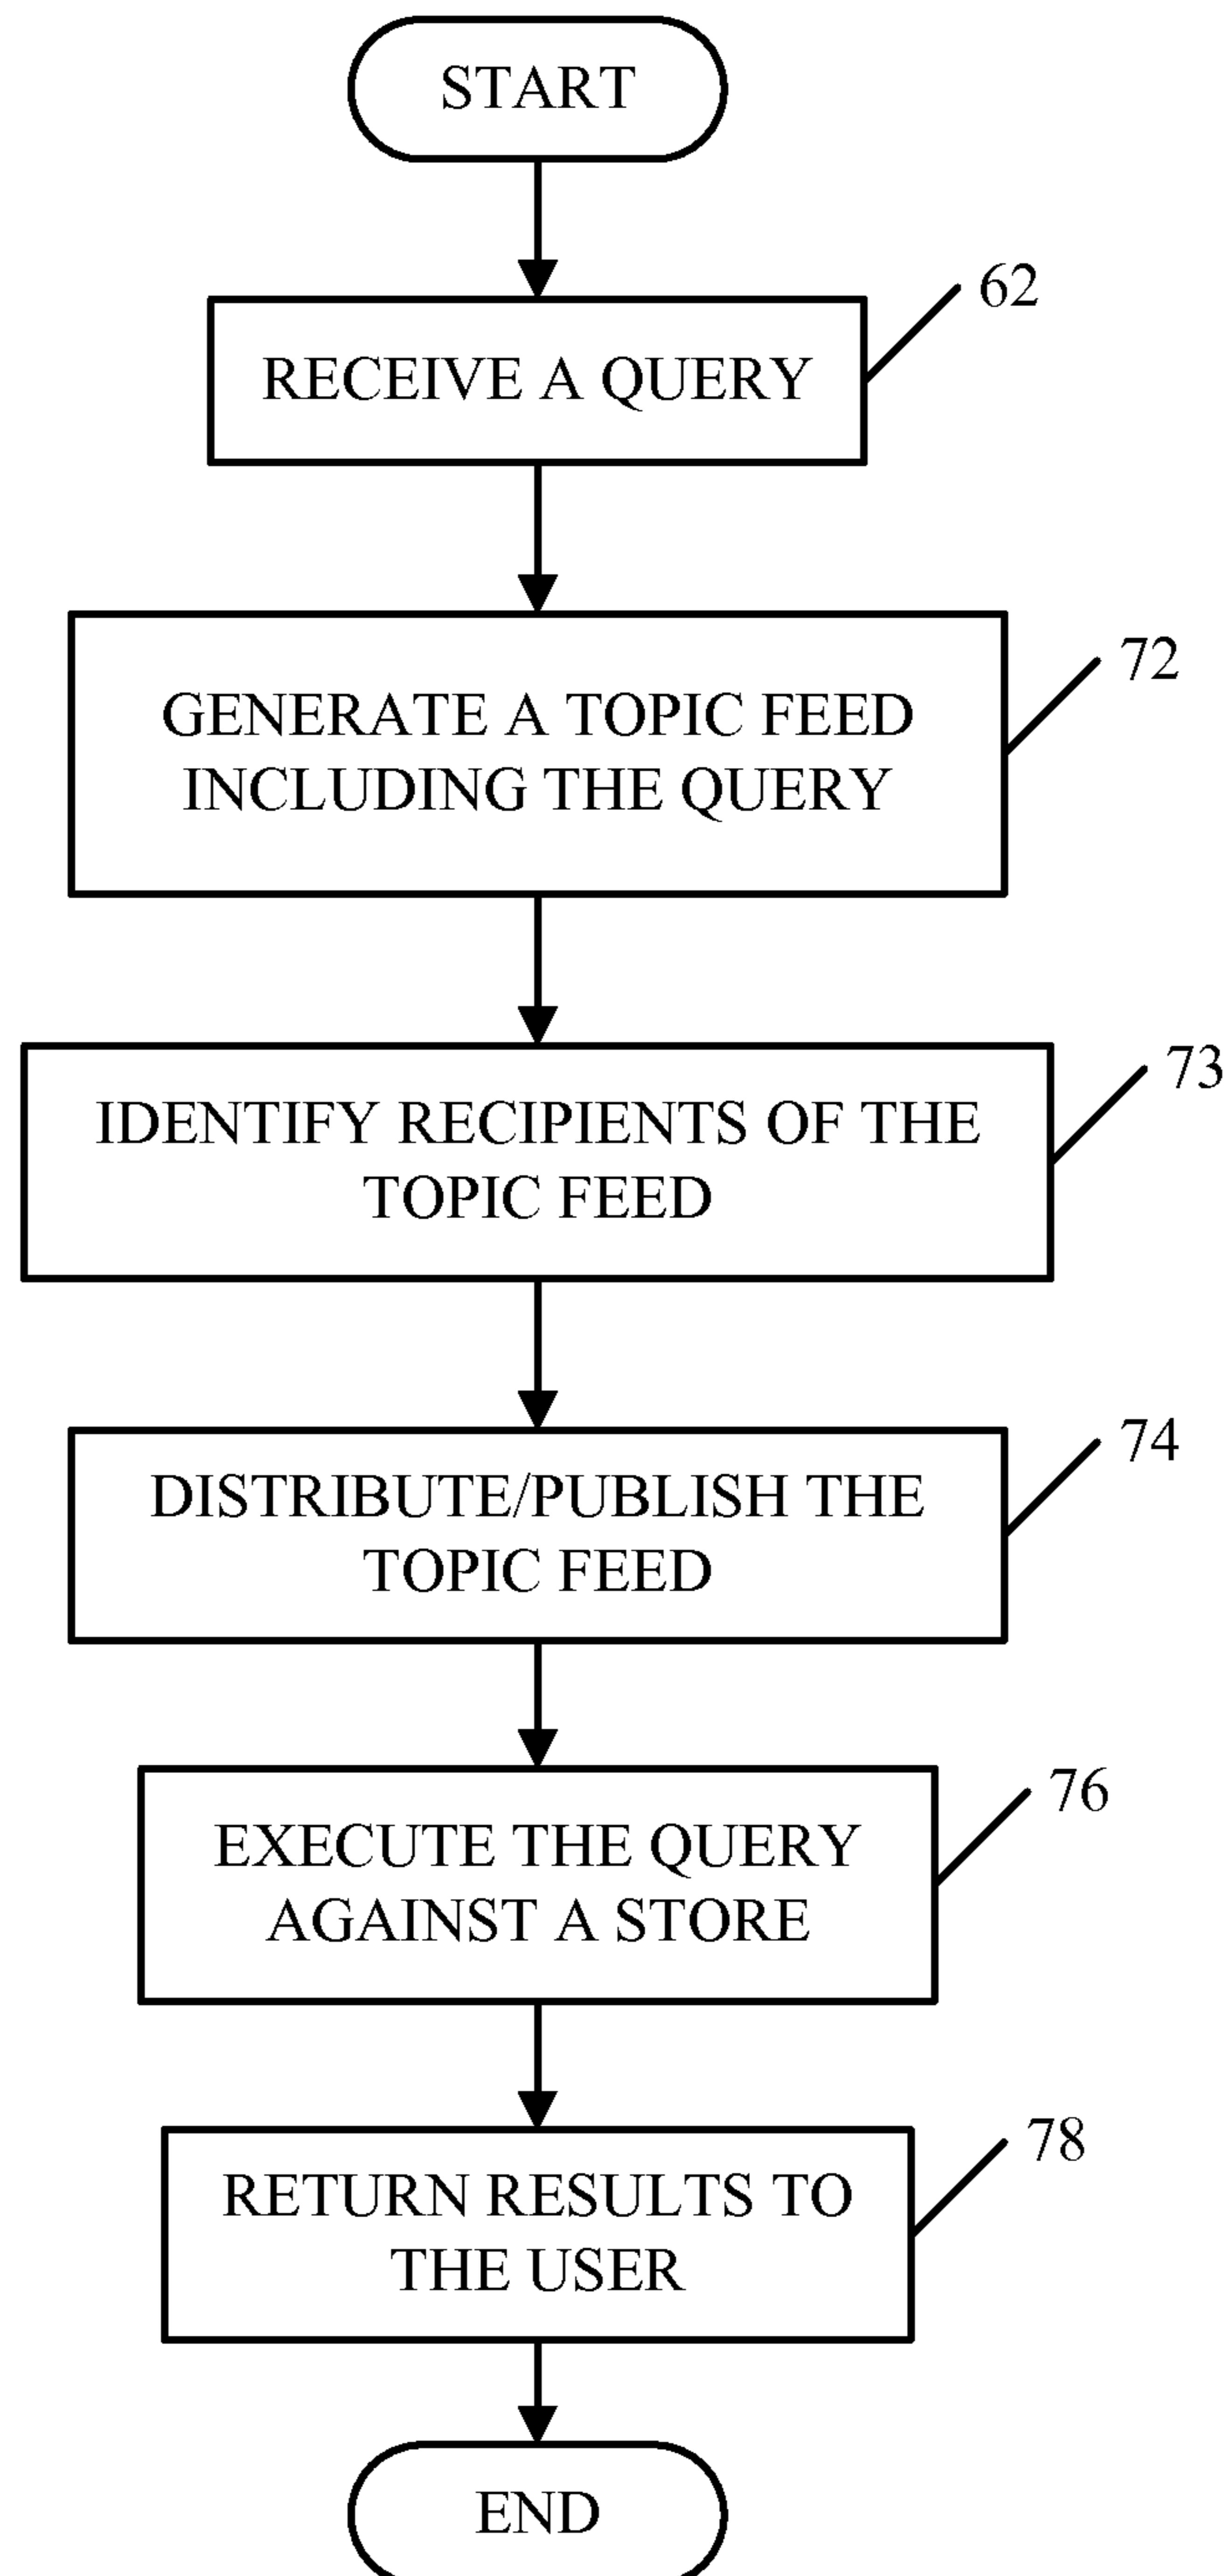 START
62
RECEIVE A QUERY
72
GENERATE A TOPIC FEED
INCLUDING THE QUERY
73
IDENTIFY RECIPIENTS OF THE
TOPIC FEED
74
DISTRIBUTE/PUBLISH THE
TOPIC FEED
76
EXECUTE THE QUERY
AGAINST A STORE
78
RETURN RESULTS TO
THE USER
END